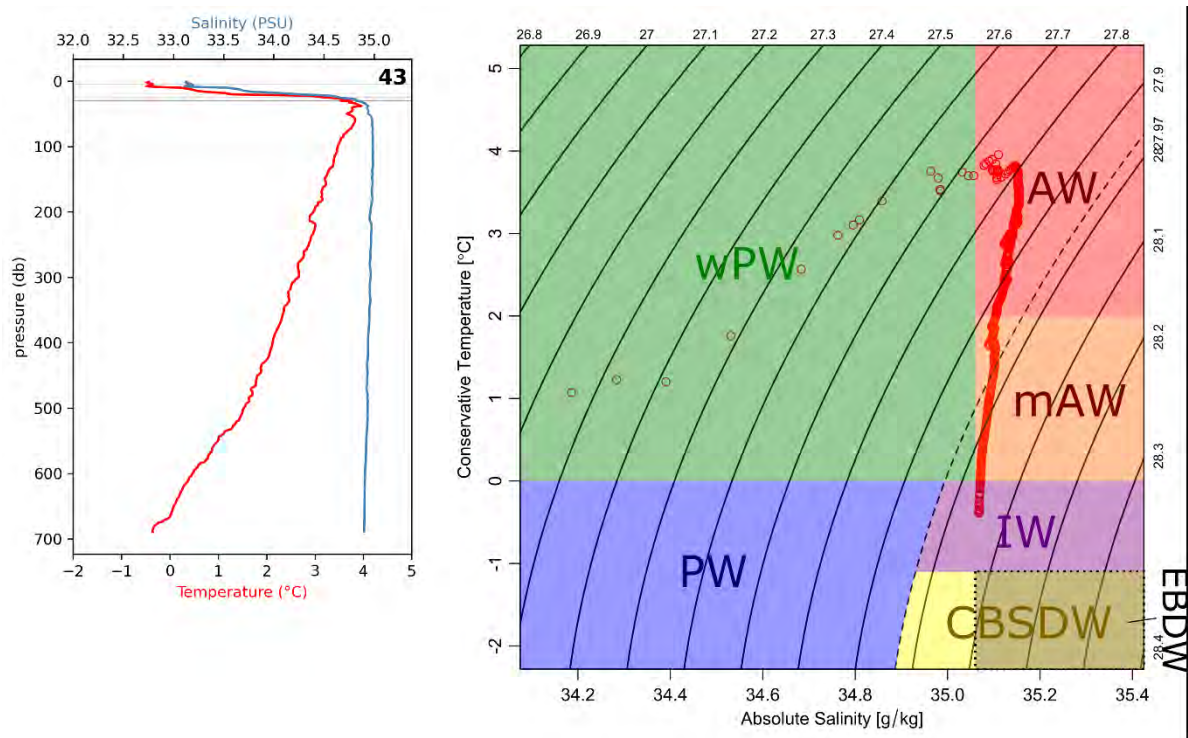 Salinity (PSU)
32.0 32.5 33.0 33.5 34.0 34.5 35.0
43
0
100
200
300
400
500
600
700
pressure (db)
−2 −1 0 1 2 3 4 5
Temperature (°C)
26.8 26.9 27 27.1 27.2 27.3 27.4 27.5 27.6 27.7 27.8
27.9
2827.97
28.1
28.2
28.3
28.4
5
4
3
2
1
0
-1
-2
Conservative Temperature [°C]
AW
wPW
mAW
IW
PW
CBSDW
EBDW
34.2 34.4 34.6 34.8 35.0 35.2 35.4
Absolute Salinity [g/kg]